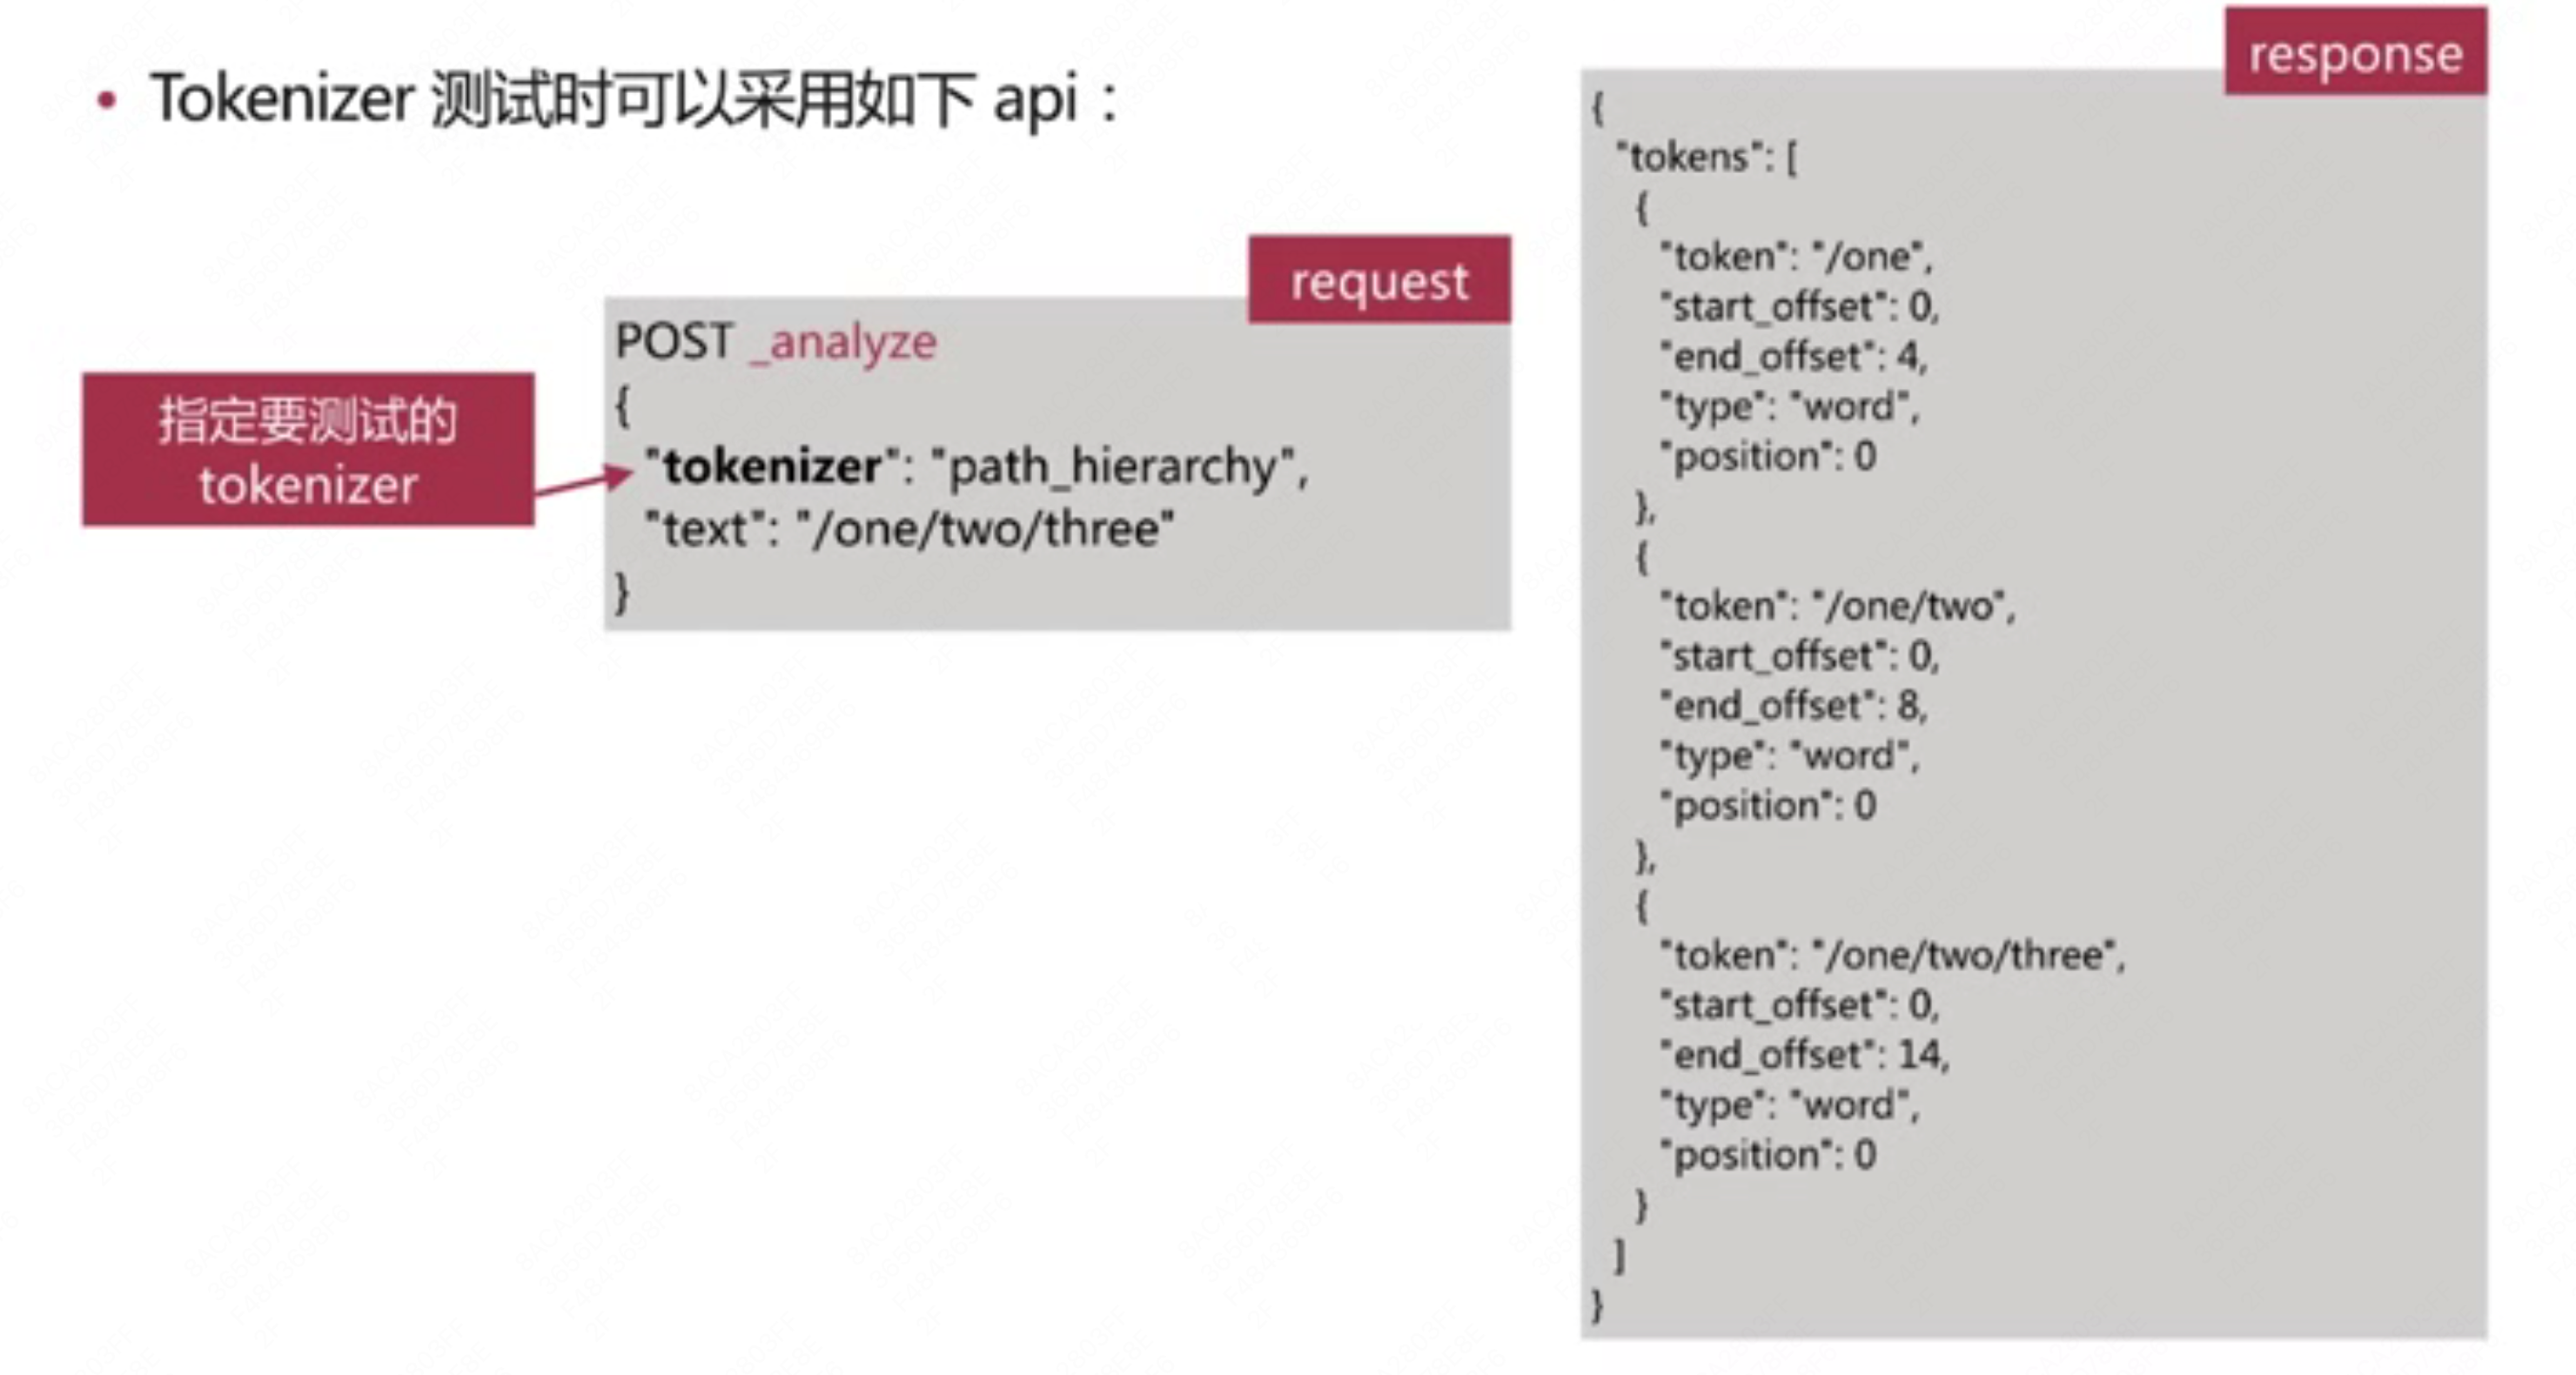 • Tokenizer 测试时可以采用如下 api：
指定要测试的
tokenizer
request
POST _analyze
{
"tokenizer": "path_hierarchy",
"text": "/one/two/three"
}
response
{
"tokens": [
{
"token": "/one",
"start_offset": 0,
"end_offset": 4,
"type": "word",
"position": 0
},
{
"token": "/one/two",
"start_offset": 0,
"end_offset": 8,
"type": "word",
"position": 0
},
{
"token": "/one/two/three",
"start_offset": 0,
"end_offset": 14,
"type": "word",
"position": 0
}
]
}